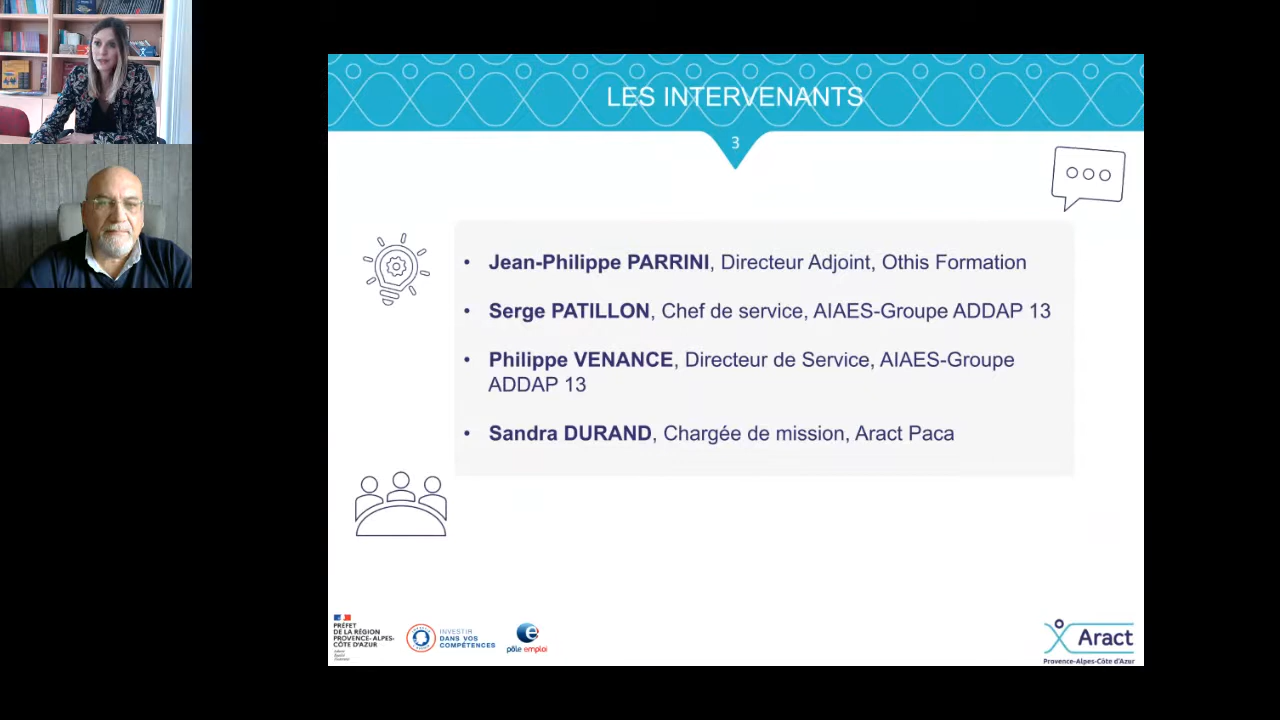 LES INTERVENANTS
3
• Jean-Philippe PARRINI, Directeur Adjoint, Othis Formation
• Serge PATILLON, Chef de service, AIAES-Groupe ADDAP 13
• Philippe VENANCE, Directeur de Service, AIAES-Groupe
ADDAP 13
• Sandra DURAND, Chargée de mission, Aract Paca
PRÉFET
DE LA RÉGION
PROVENCE-ALPES-
CÔTE D'AZUR
INVESTIR
DANS VOS
COMPÉTENCES
pôle emploi
Aract
Provence-Alpes-Côte d'Azur